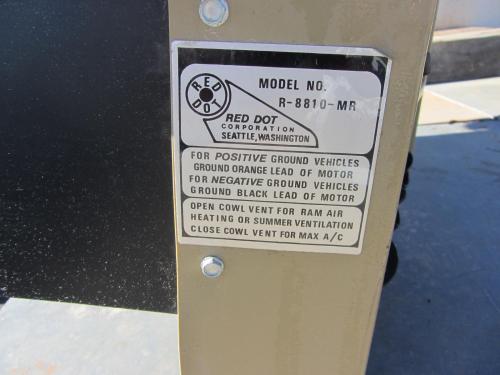 RED DOT
MODEL NO.
R-8810-MR
RED DOT
CORPORATION
SEATTLE, WASHINGTON
FOR POSITIVE GROUND VEHICLES
GROUND ORANGE LEAD OF MOTOR
FOR NEGATIVE GROUND VEHICLES
GROUND BLACK LEAD OF MOTOR
OPEN COWL VENT FOR RAM AIR
HEATING OR SUMMER VENTILATION
CLOSE COWL VENT FOR MAX A/C